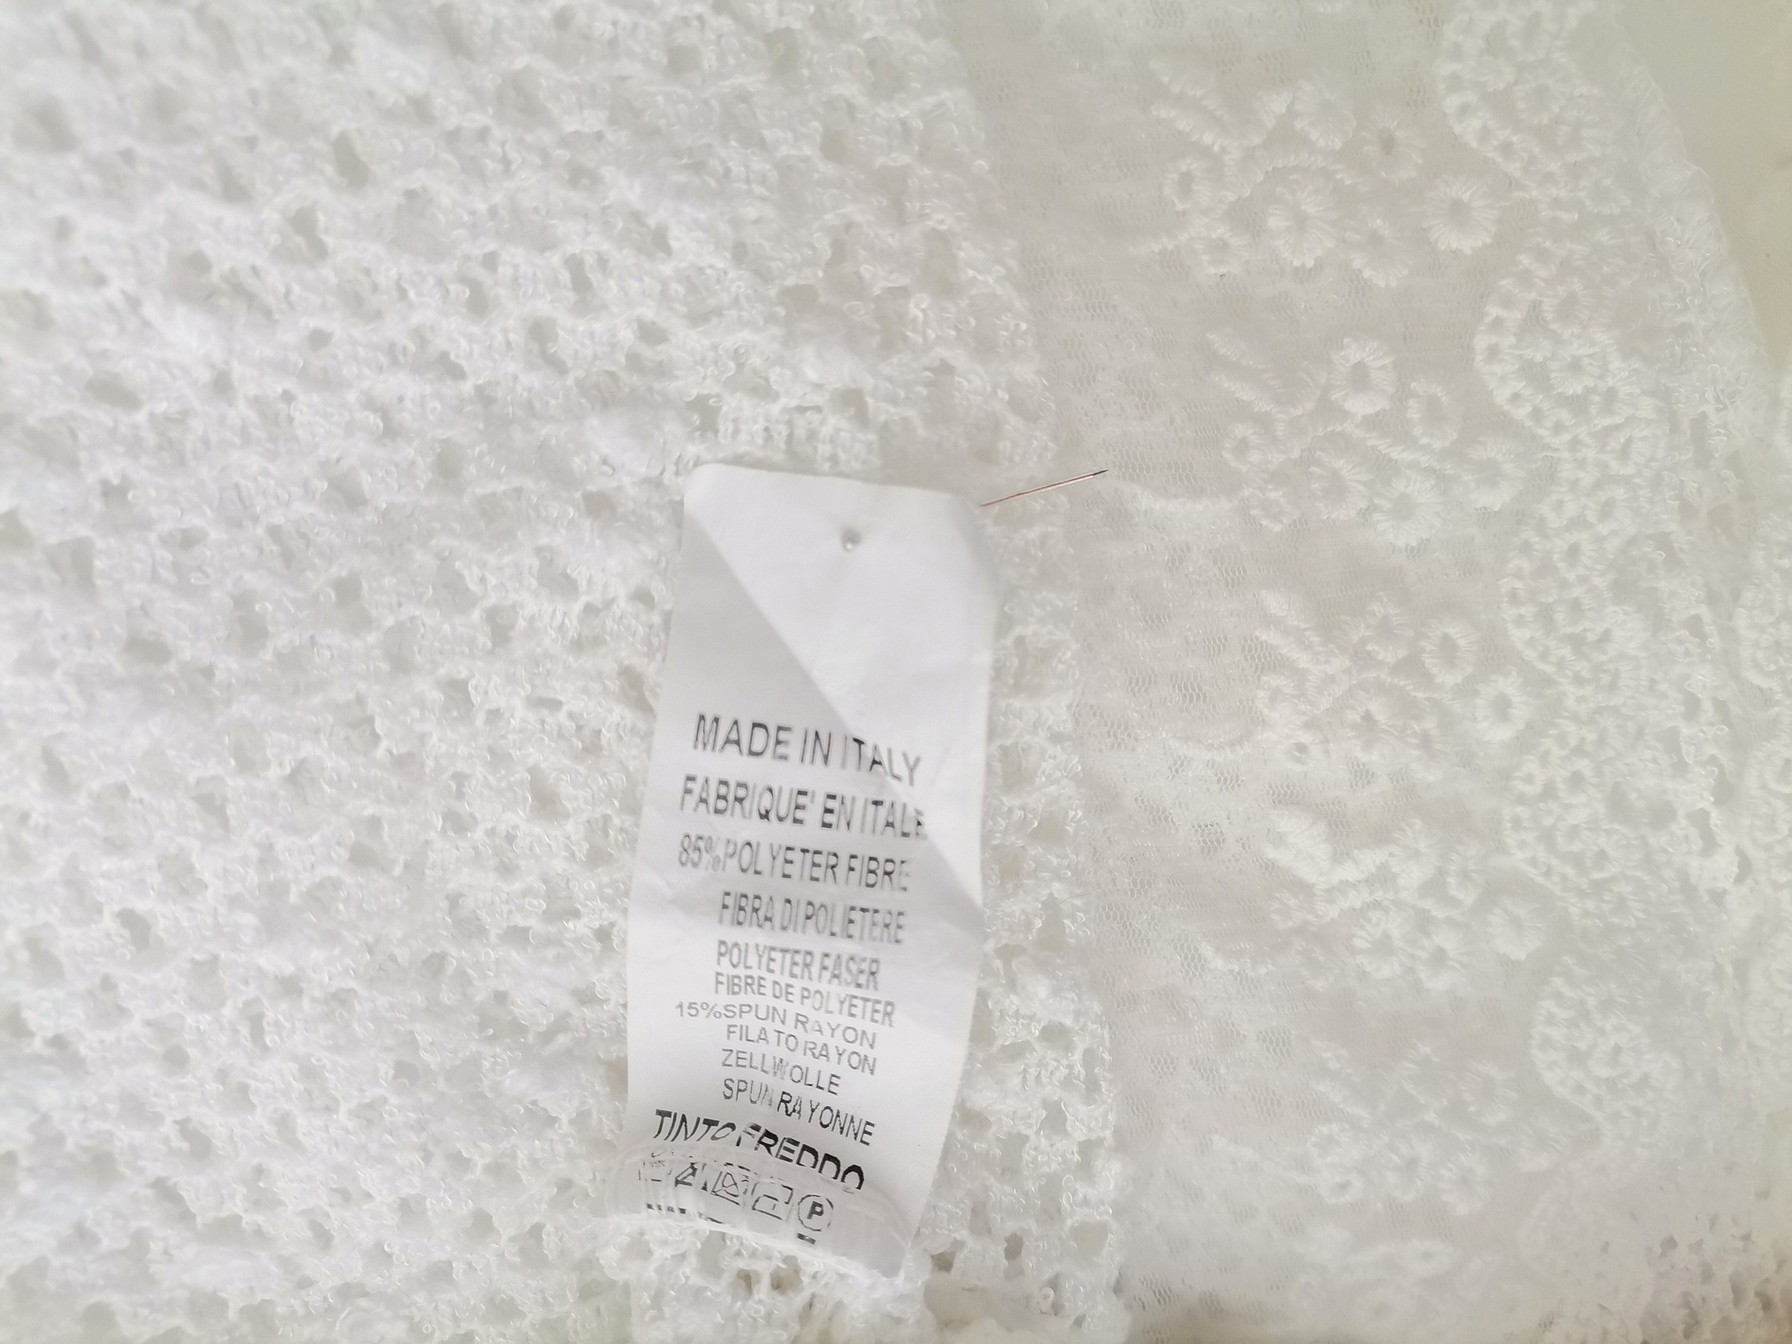 MADE IN ITALY
FABRIQUE' EN ITALE
85%POLYETER FIBRE
FIBRA DI POLIETERE
POLYETER FASER
FIBRE DE POLYETER
15%SPUN RAYON
FILATO RAYON
ZELLWOLLE
SPUN RAYONNE
TINTO FREDDO
P